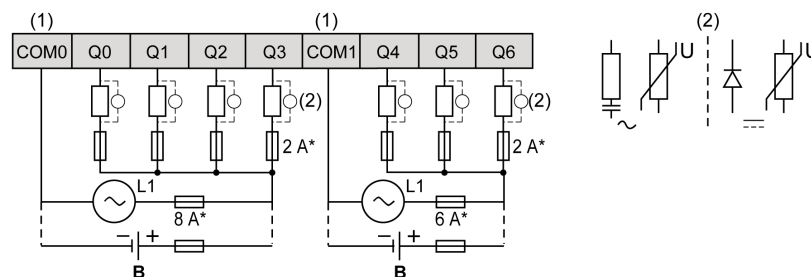 (1) (1) (2)
COM0 Q0 Q1 Q2 Q3 COM1 Q4 Q5 Q6
(2) (2)
U U
2 A* 2 A*
L1 L1
8 A* 6 A*
− + − +
B B